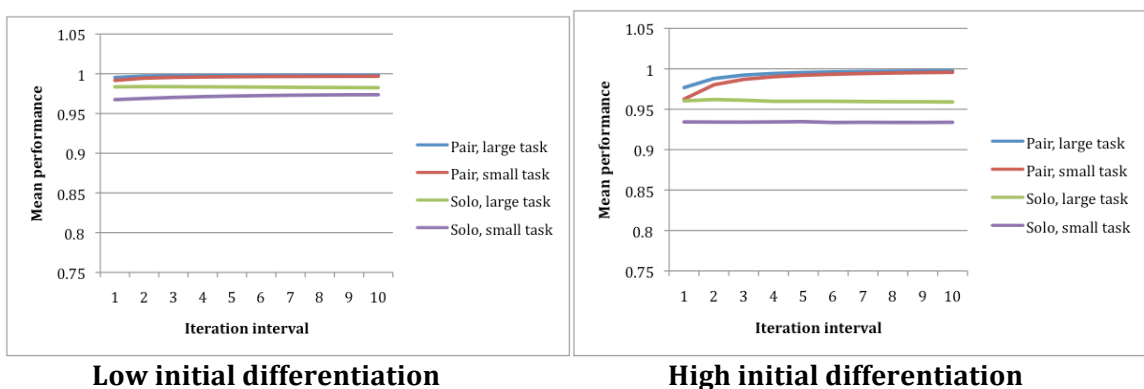 1.05
1
0.95
0.9
0.85
0.8
0.75
Mean performance
1 2 3 4 5 6 7 8 9 10
Iteration interval
Pair, large task
Pair, small task
Solo, large task
Solo, small task
Low initial differentiation
1.05
1
0.95
0.9
0.85
0.8
0.75
Mean performance
1 2 3 4 5 6 7 8 9 10
Iteration interval
Pair, large task
Pair, small task
Solo, large task
Solo, small task
High initial differentiation